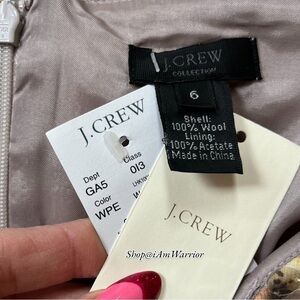 J.CREW
COLLECTION
6
Shell:
100% Wool
Lining:
100% Acetate
Made in China
J.CREW
Dept
GA5
Class
013
Color
WPE
J.CREW
Shop@iAmWarrior